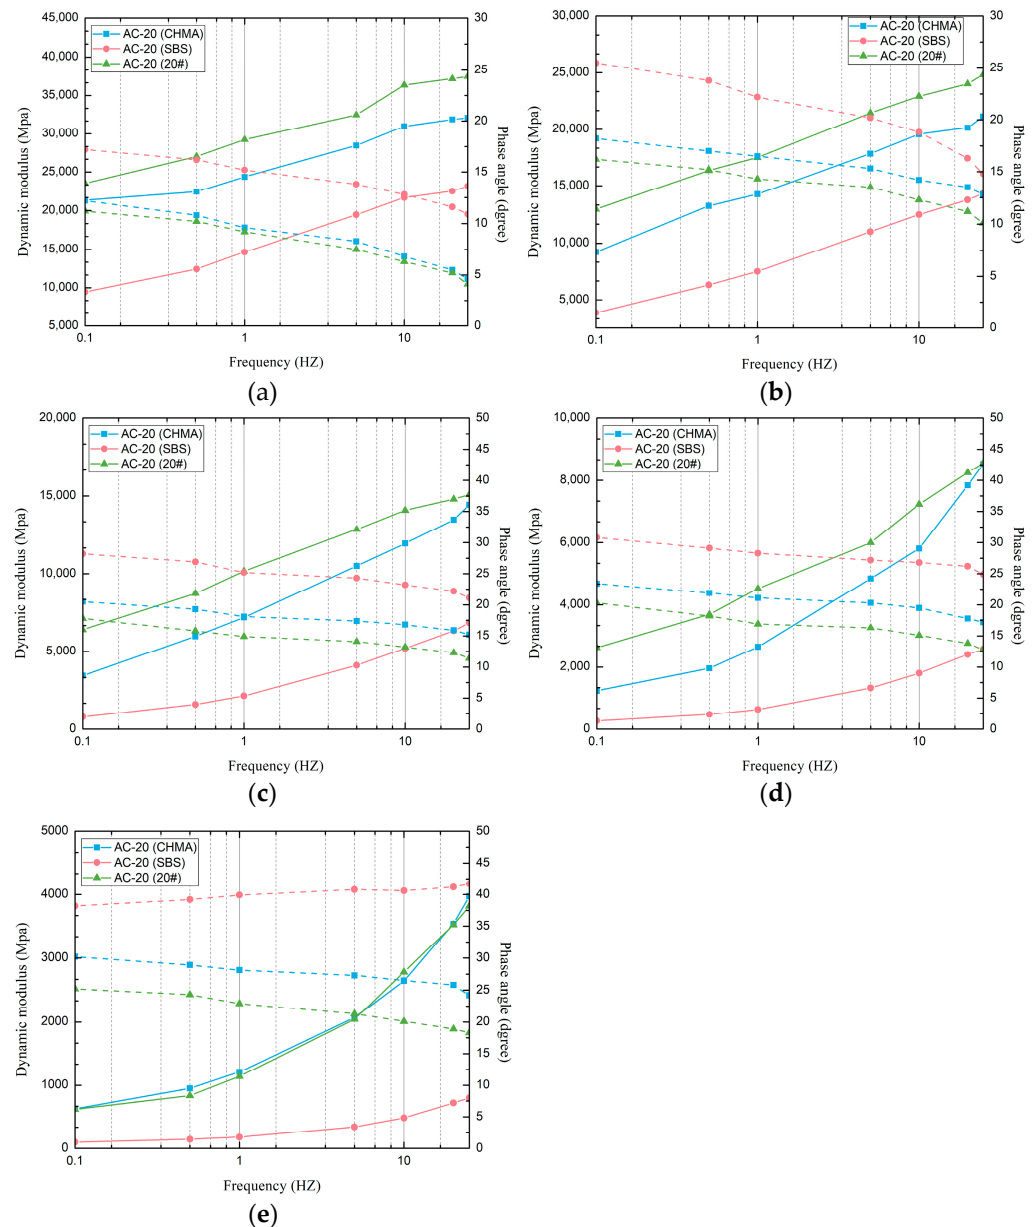 45,000
40,000
35,000
30,000
25,000
20,000
15,000
10,000
5,000
Dynamic modulus (Mpa)
AC-20 (CHMA)
AC-20 (SBS)
AC-20 (20#)
30
25
20
15
10
5
0
Phase angle (dgree)
0.1
1
10
Frequency (HZ)
(a)
30,000
25,000
20,000
15,000
10,000
5,000
Dynamic modulus (Mpa)
AC-20 (CHMA)
AC-20 (SBS)
AC-20 (20#)
30
25
20
15
10
5
0
Phase angle (dgree)
0.1
1
10
Frequency (HZ)
(b)
20,000
15,000
10,000
5,000
0
Dynamic modulus (Mpa)
AC-20 (CHMA)
AC-20 (SBS)
AC-20 (20#)
50
45
40
35
30
25
20
15
10
5
0
Phase angle (dgree)
0.1
1
10
Frequency (HZ)
(c)
10,000
8,000
6,000
4,000
2,000
0
Dynamic modulus (Mpa)
AC-20 (CHMA)
AC-20 (SBS)
AC-20 (20#)
50
45
40
35
30
25
20
15
10
5
0
Phase angle (dgree)
0.1
1
10
Frequency (HZ)
(d)
5000
4000
3000
2000
1000
0
Dynamic modulus (Mpa)
AC-20 (CHMA)
AC-20 (SBS)
AC-20 (20#)
50
45
40
35
30
25
20
15
10
5
0
Phase angle (dgree)
0.1
1
10
Frequency (HZ)
(e)